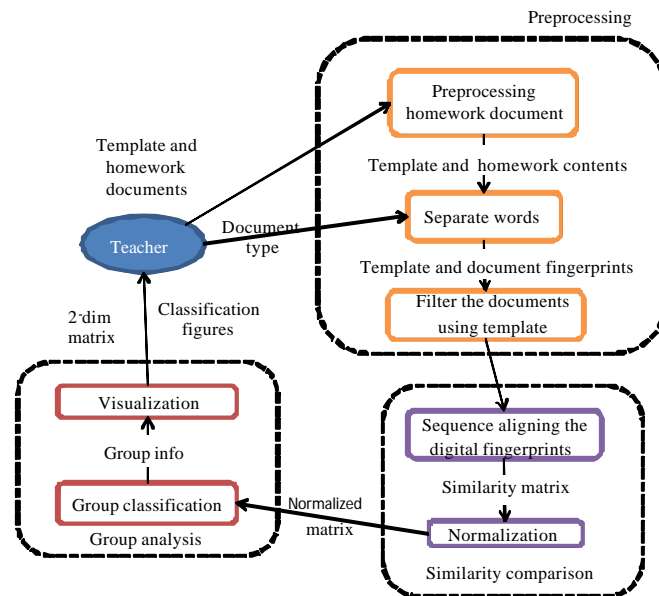 Preprocessing
Preprocessing
homework document
Template and
homework
documents
Template and homework contents
Document
type
Separate words
Teacher
Template and document fingerprints
2-dim
matrix
Classification
figures
Filter the documents
using template
Visualization
Sequence aligning the
digital fingerprints
Group info
Similarity matrix
Group classification
Normalized
matrix
Normalization
Group analysis
Similarity comparison